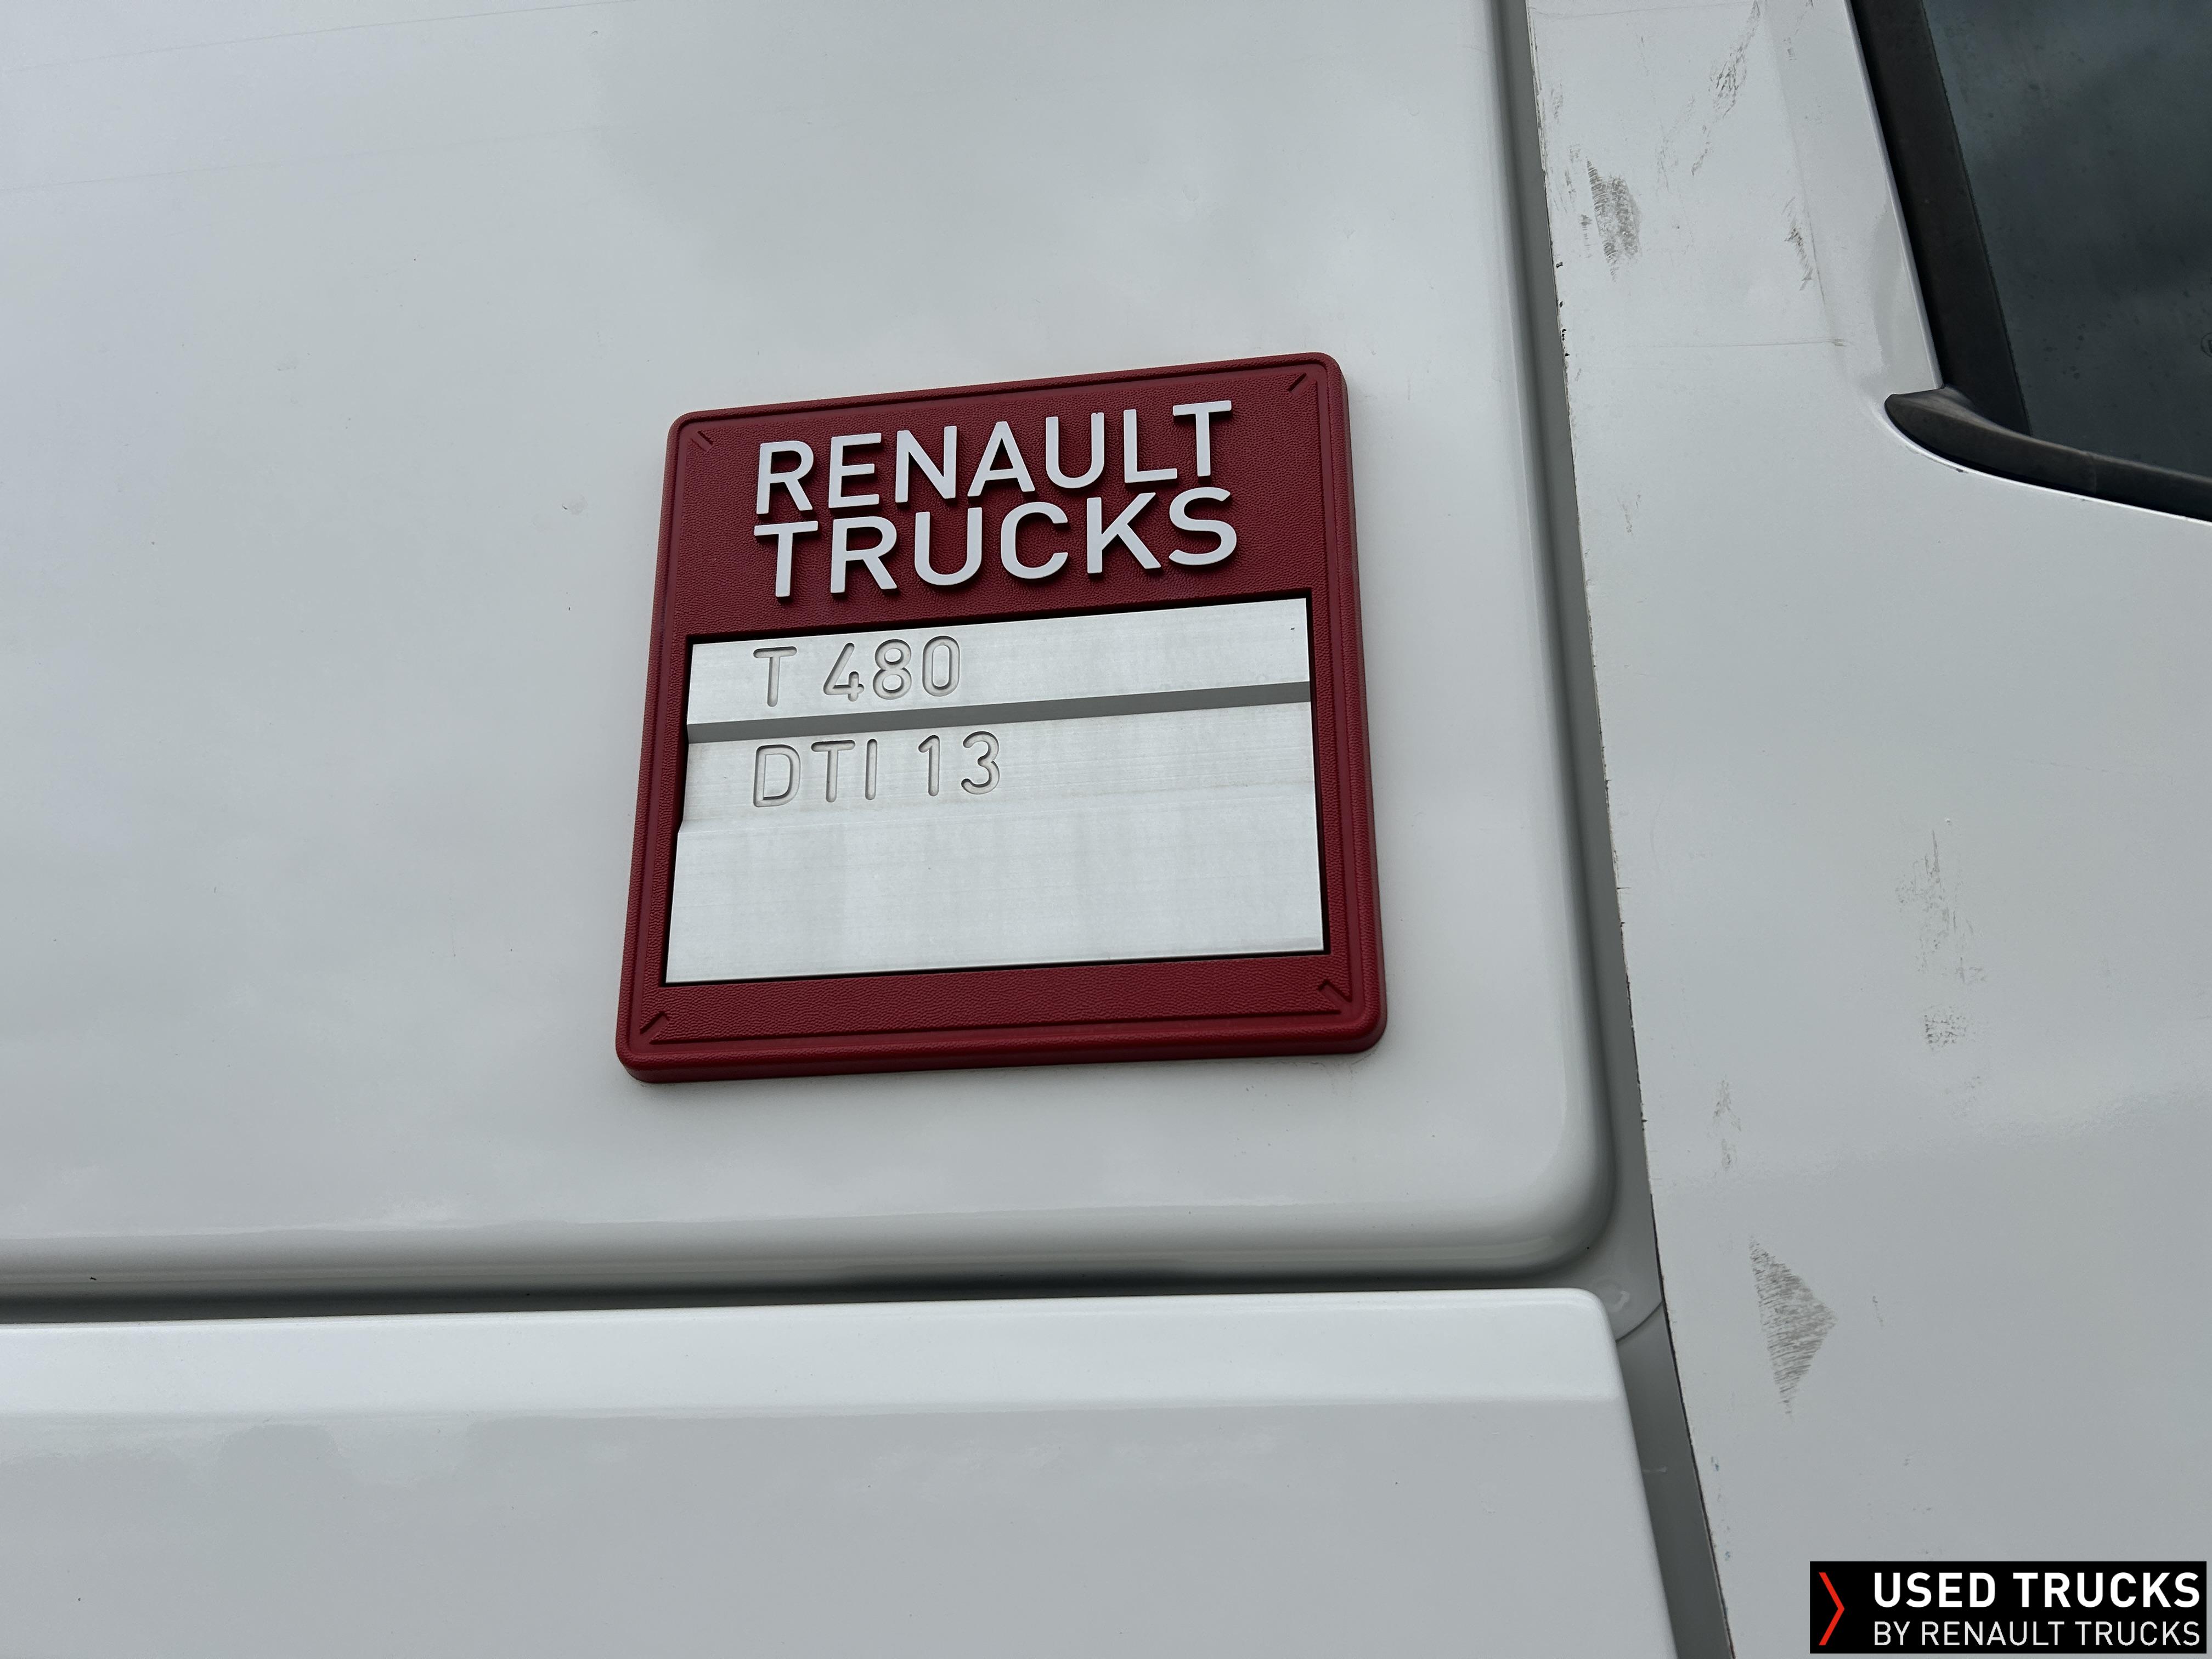 RENAULT
TRUCKS
T 480
DTI 13
USED TRUCKS
BY RENAULT TRUCKS